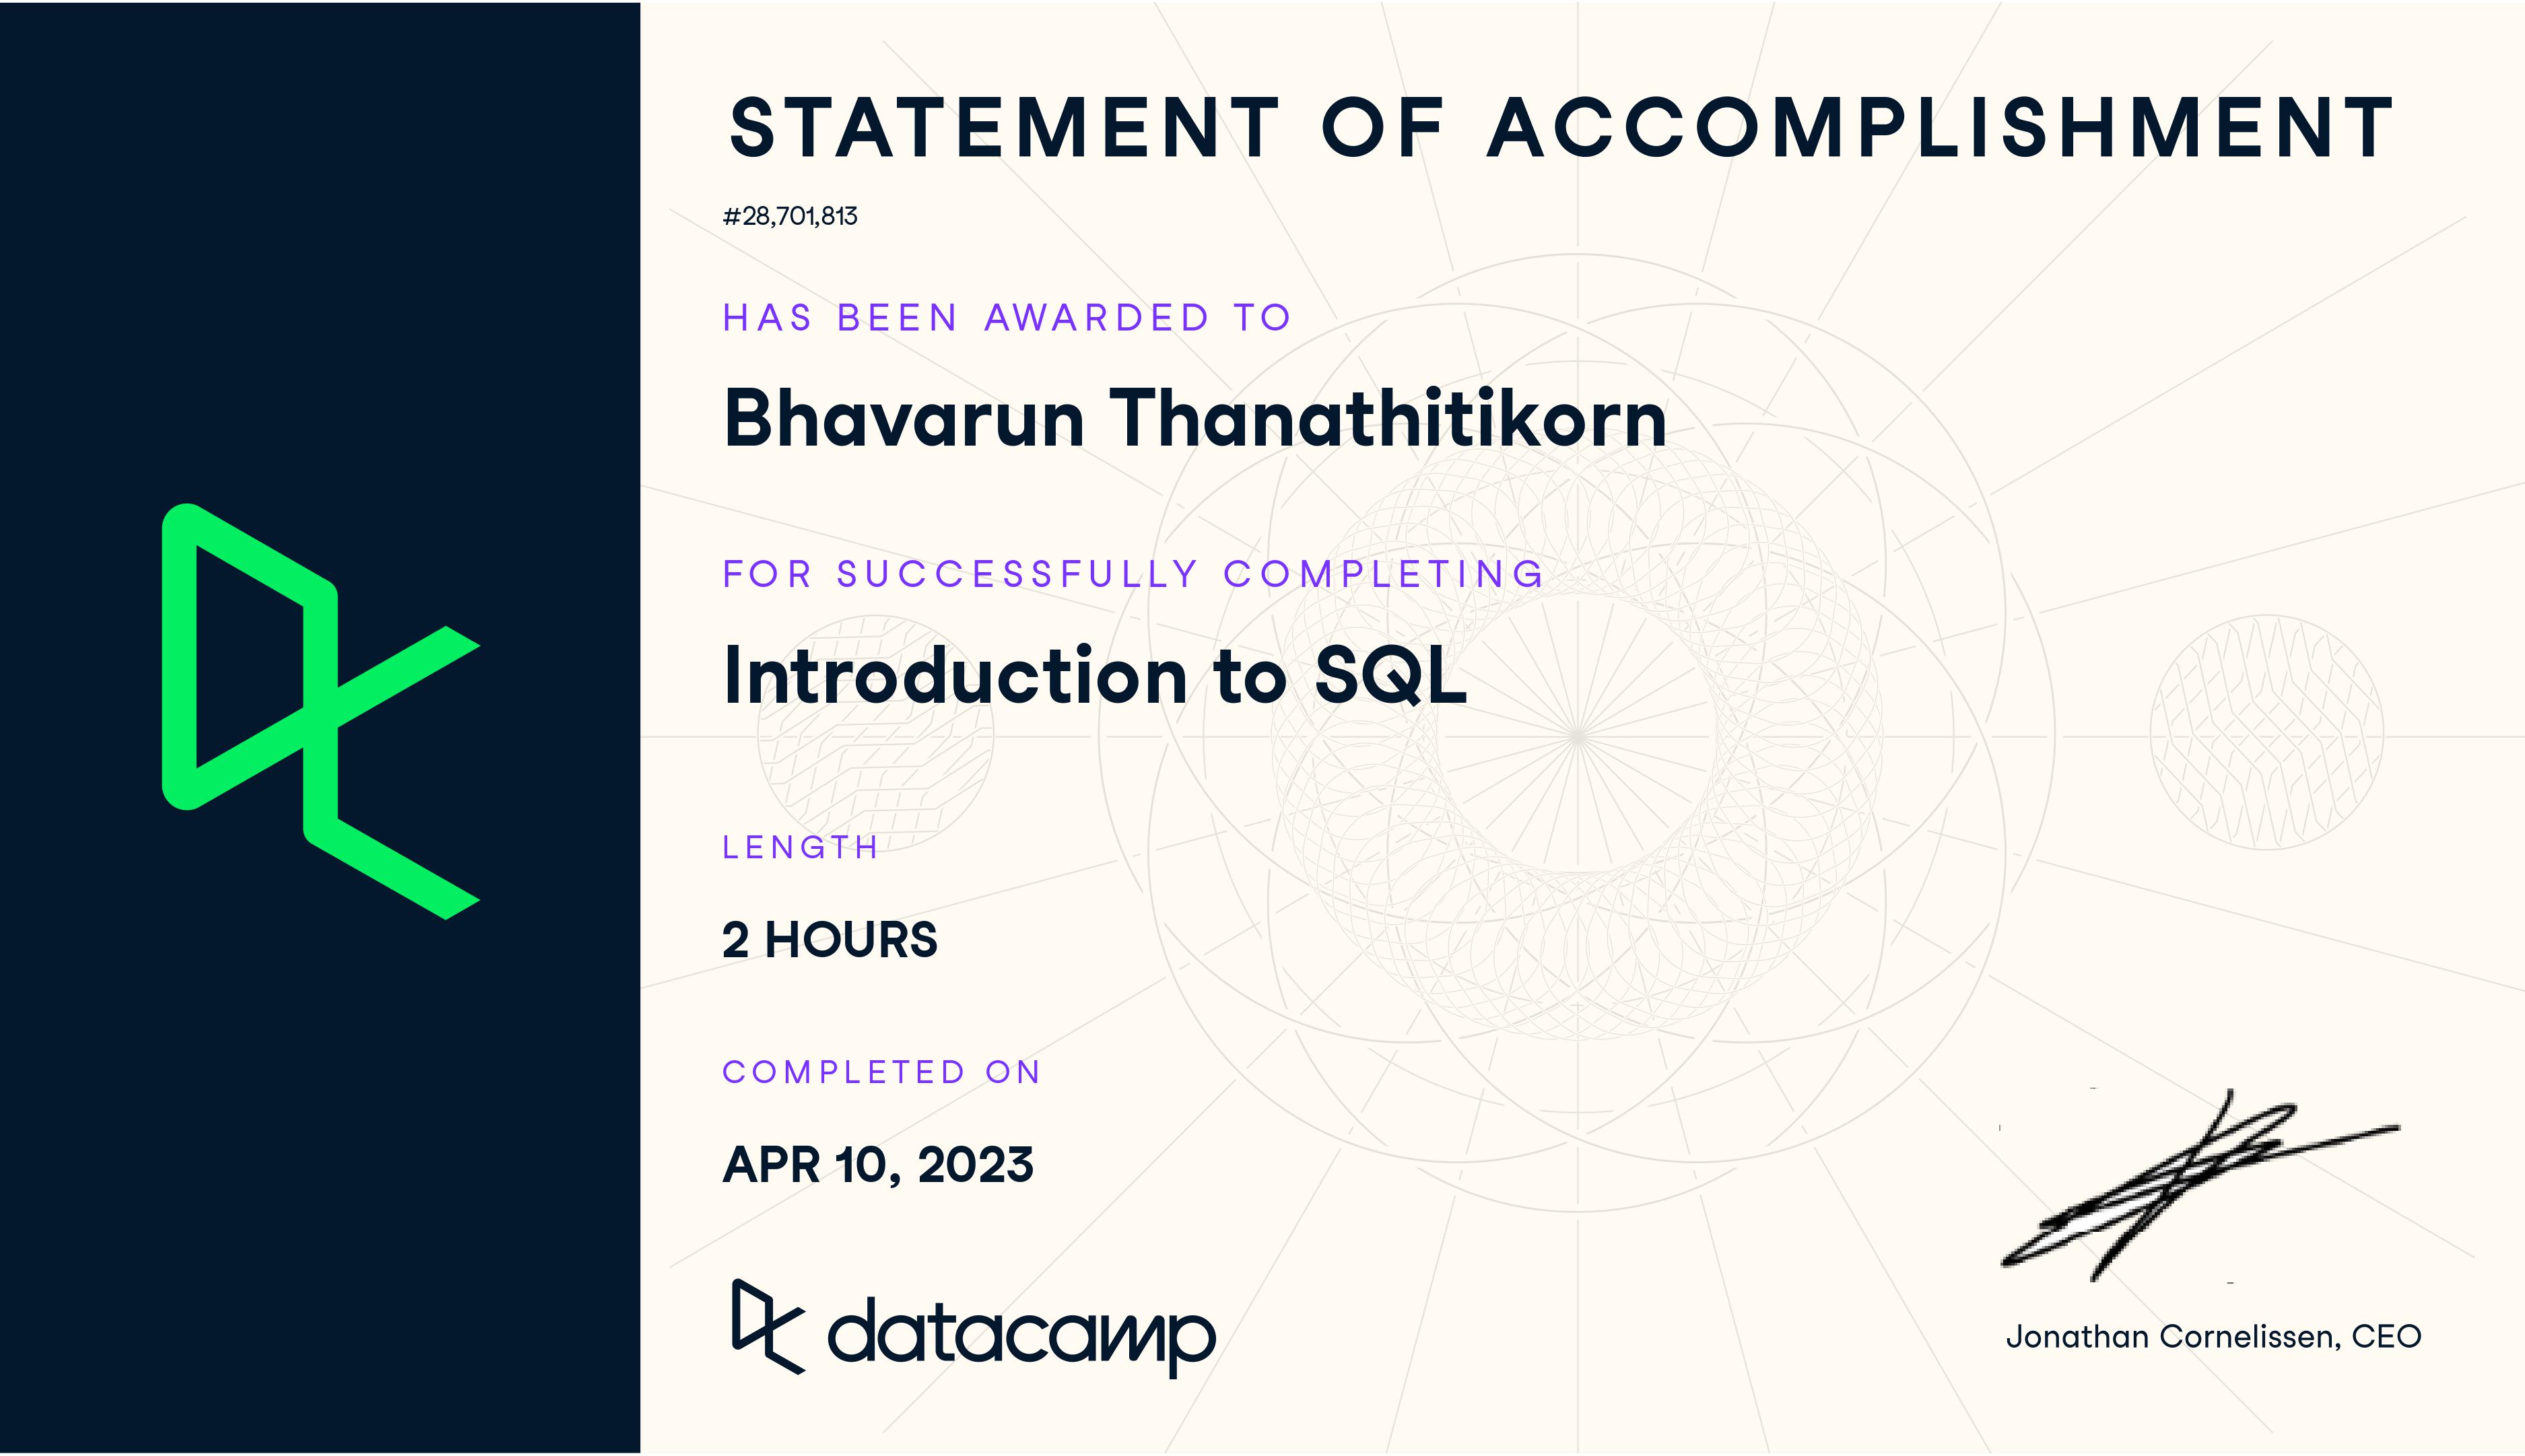 STATEMENT OF ACCOMPLISHMENT
#28,701,813
HAS BEEN AWARDED TO
Bhavarun Thanathitikorn
FOR SUCCESSFULLY COMPLETING
Introduction to SQL
LENGTH
2 HOURS
COMPLETED ON
APR 10, 2023
datacamp
Jonathan Cornelissen, CEO